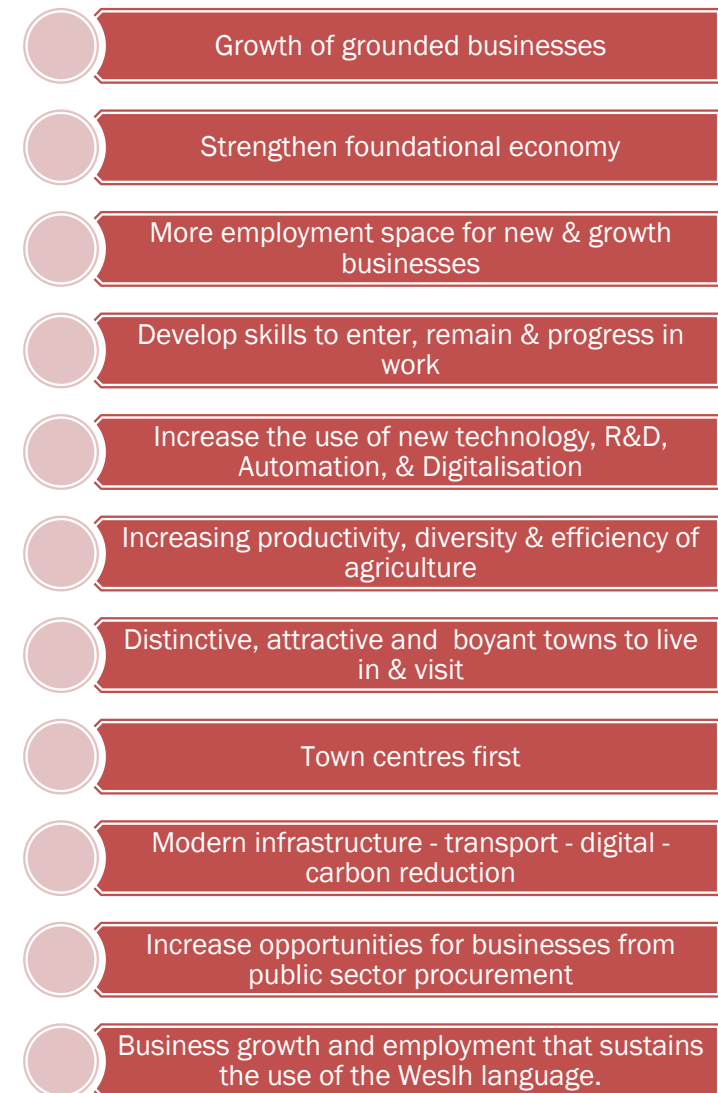 Growth of grounded businesses
Strengthen foundational economy
More employment space for new & growth
businesses
Develop skills to enter, remain & progress in
work
Increase the use of new technology, R&D,
Automation, & Digitalisation
Increasing productivity, diversity & efficiency of
agriculture
Distinctive, attractive and  boyant towns to live
in & visit
Town centres first
Modern infrastructure - transport - digital -
carbon reduction
Increase opportunities for businesses from
public sector procurement
Business growth and employment that sustains
the use of the Weslh language.